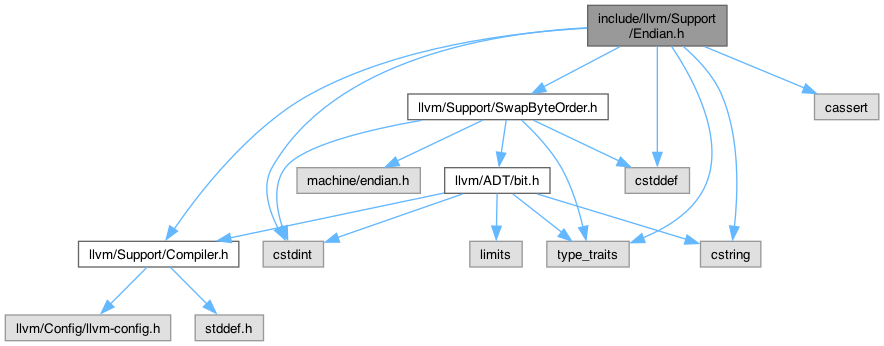 include/llvm/Support
/Endian.h
llvm/Support/SwapByteOrder.h
cassert
machine/endian.h
llvm/ADT/bit.h
cstddef
llvm/Support/Compiler.h
cstdint
limits
type_traits
cstring
llvm/Config/llvm-config.h
stddef.h